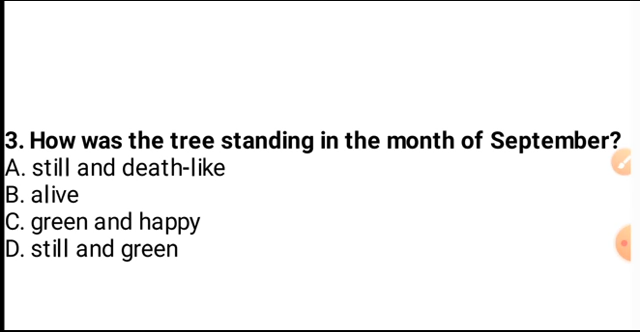 3. How was the tree standing in the month of September?
A. still and death-like
B. alive
C. green and happy
D. still and green